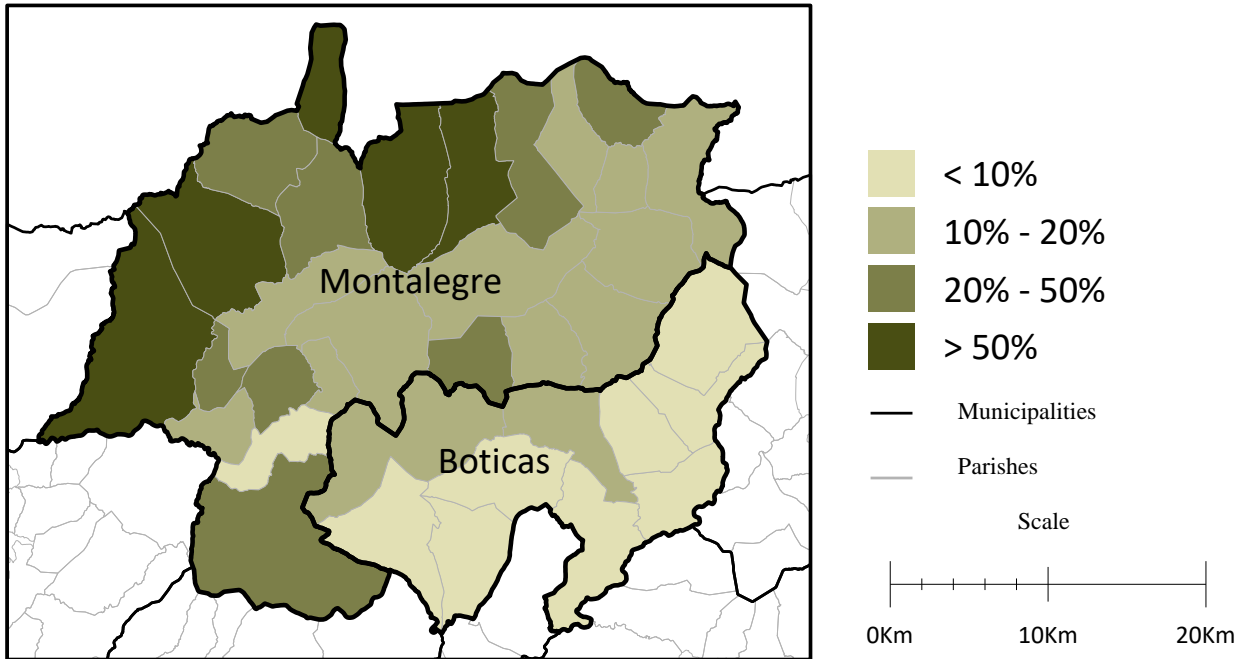 Montalegre
Boticas
< 10%
10% - 20%
20% - 50%
> 50%
Municipalities
Parishes
Scale
0Km 10Km 20Km